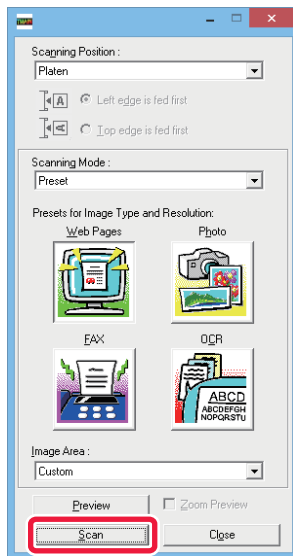 Scanning Position :
Platen
A
Left edge is fed first
A
Top edge is fed first
Scanning Mode :
Preset
Presets for Image Type and Resolution:
Web Pages Photo
FAX OCR
ABCD
ABCDEFGH
NOPQRSTU
Image Area :
Custom
Preview Zoom Preview
Scan Close